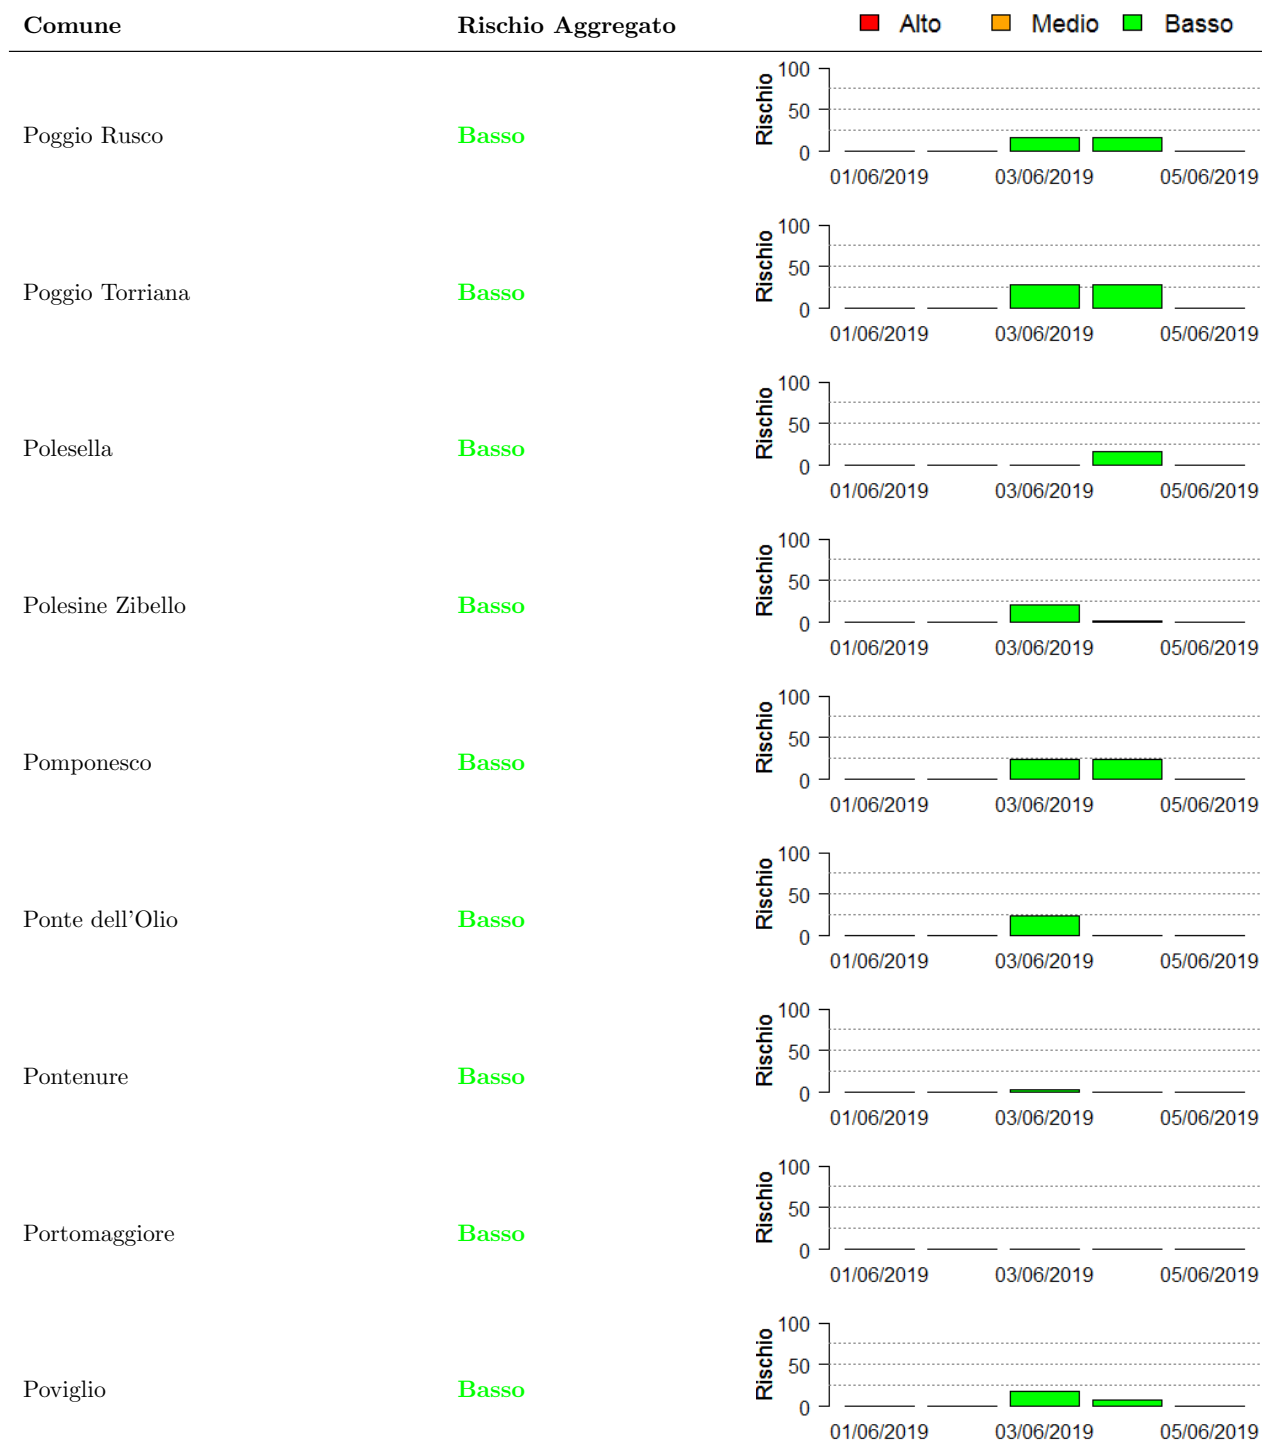 Comune Rischio Aggregato Alto Medio Basso
Poggio Rusco Basso Rischio 100 50 0
01/06/2019 03/06/2019 05/06/2019
Poggio Torriana Basso Rischio 100 50 0
01/06/2019 03/06/2019 05/06/2019
Polesella Basso Rischio 100 50 0
01/06/2019 03/06/2019 05/06/2019
Polesine Zibello Basso Rischio 100 50 0
01/06/2019 03/06/2019 05/06/2019
Pomponesco Basso Rischio 100 50 0
01/06/2019 03/06/2019 05/06/2019
Ponte dell'Olio Basso Rischio 100 50 0
01/06/2019 03/06/2019 05/06/2019
Pontenure Basso Rischio 100 50 0
01/06/2019 03/06/2019 05/06/2019
Portomaggiore Basso Rischio 100 50 0
01/06/2019 03/06/2019 05/06/2019
Poviglio Basso Rischio 100 50 0
01/06/2019 03/06/2019 05/06/2019